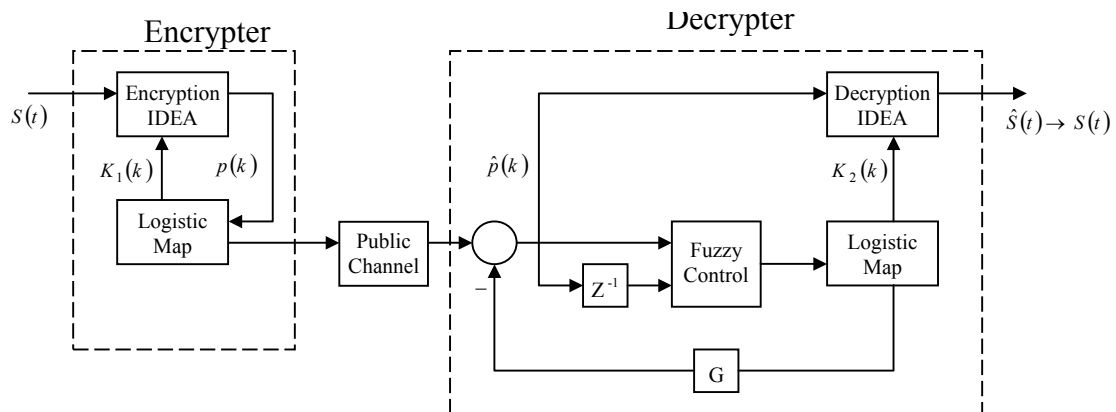 Encrypter
Decrypter
Encryption
IDEA
Decryption
IDEA
S(t)
Ŝ(t) → S(t)
K₁(k)
p(k)
p̂(k)
K₂(k)
Logistic
Map
Public
Channel
−
Fuzzy
Control
Logistic
Map
Z⁻¹
G